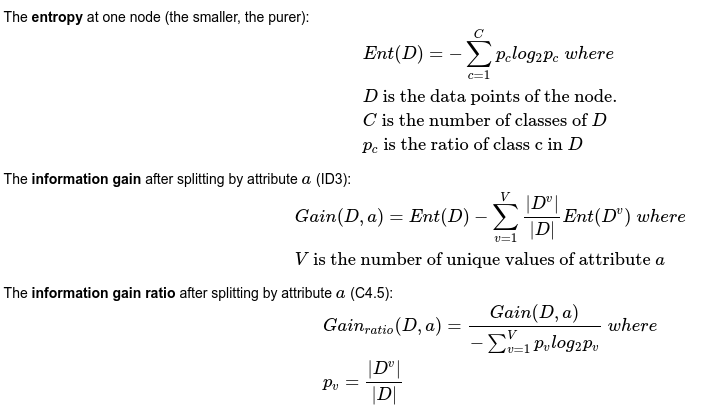 The entropy at one node (the smaller, the purer):
Ent(D) = − ∑_{c=1}^{C} p_c log_2 p_c where
D is the data points of the node.
C is the number of classes of D
p_c is the ratio of class c in D
The information gain after splitting by attribute a (ID3):
Gain(D, a) = Ent(D) − ∑_{v=1}^{V} |D^v| / |D| Ent(D^v) where
V is the number of unique values of attribute a
The information gain ratio after splitting by attribute a (C4.5):
Gain_{ratio}(D, a) = Gain(D, a) / − ∑_{v=1}^{V} p_v log_2 p_v where
p_v = |D^v| / |D|